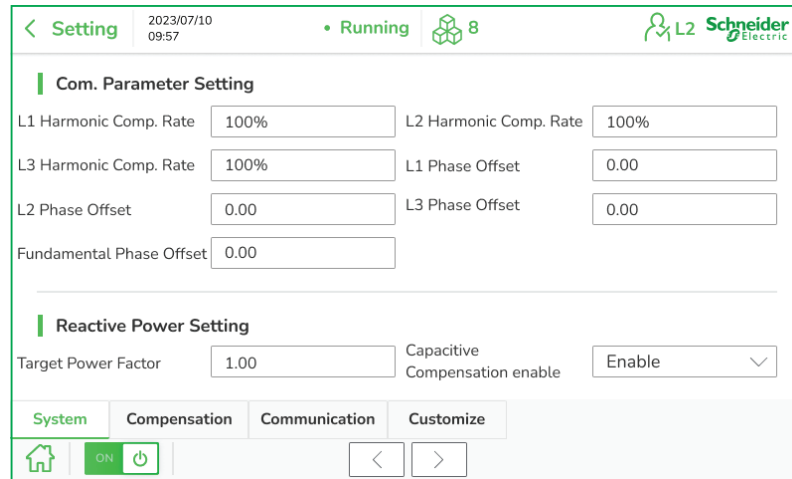 Setting
2023/07/10
09:57
• Running
8
L2
Schneider
Electric
Com. Parameter Setting
L1 Harmonic Comp. Rate 100% L2 Harmonic Comp. Rate 100%
L3 Harmonic Comp. Rate 100% L1 Phase Offset 0.00
L2 Phase Offset 0.00 L3 Phase Offset 0.00
Fundamental Phase Offset 0.00
Reactive Power Setting
Target Power Factor 1.00
Capacitive
Compensation enable
Enable
System Compensation Communication Customize
ON